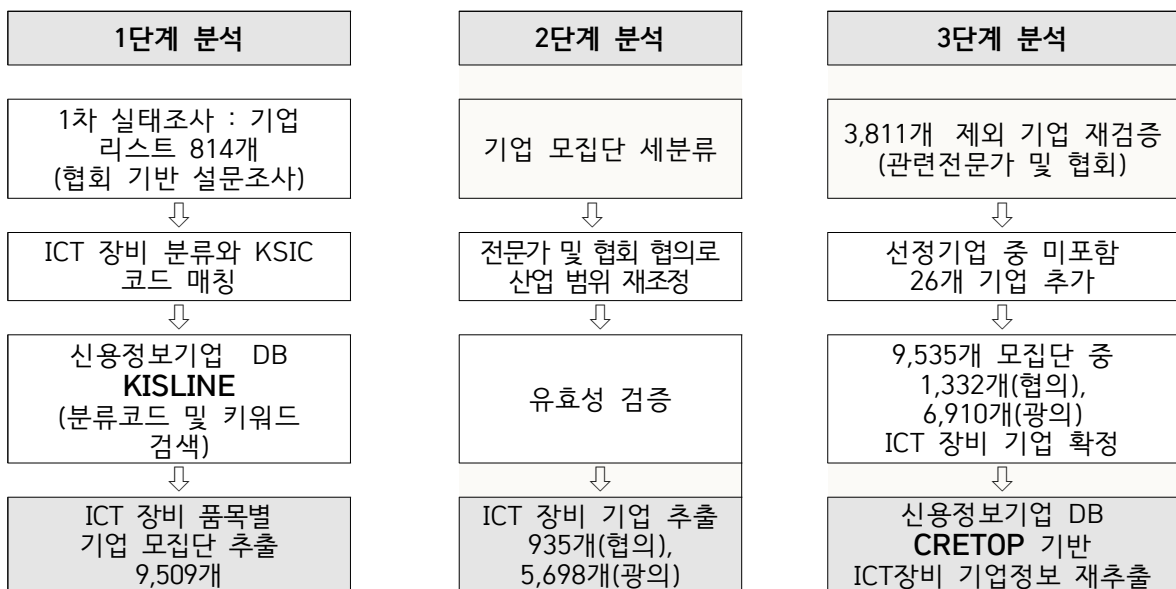 1단계 분석
1차 실태조사 : 기업
리스트 814개
(협회 기반 설문조사)
ICT 장비 분류와 KSIC
코드 매칭
신용정보기업 DB
KISLINE
(분류코드 및 키워드
검색)
ICT 장비 품목별
기업 모집단 추출
9,509개
2단계 분석
기업 모집단 세분류
전문가 및 협회 협의로
산업 범위 재조정
유효성 검증
ICT 장비 기업 추출
935개(협의),
5,698개(광의)
3단계 분석
3,811개 제외 기업 재검증
(관련전문가 및 협회)
선정기업 중 미포함
26개 기업 추가
9,535개 모집단 중
1,332개(협의),
6,910개(광의)
ICT 장비 기업 확정
신용정보기업 DB
CRETOP 기반
ICT장비 기업정보 재추출